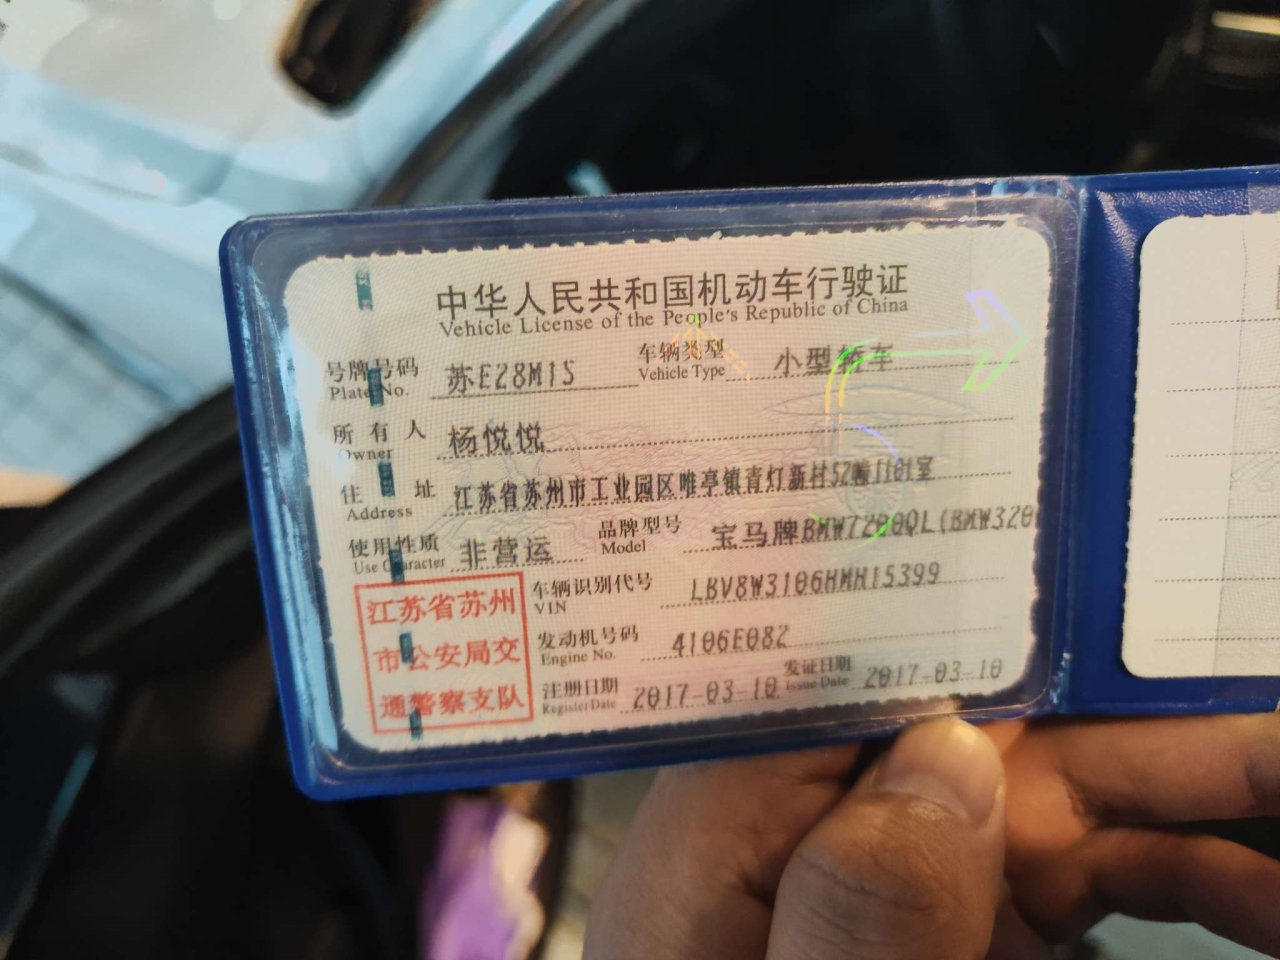 中华人民共和国机动车行驶证
Vehicle License of the People's Republic of China
号牌号码 苏E28M1S 车辆类型 小型轿车
Plate No. Vehicle Type
所有人 杨悦悦
Owner
住址 江苏省苏州市工业园区唯亭镇青灯新村52幢1101室
Address
使用性质 非营运 品牌型号 宝马牌BMW7200QL(BMW320
Use Character Model
江苏省苏州
市公安局交
通警察支队
车辆识别代号 LBV8W3106HMH15399
VIN
发动机号码 4106E082
Engine No.
注册日期 2017-03-10 发证日期 2017-03-10
Register Date Issue Date